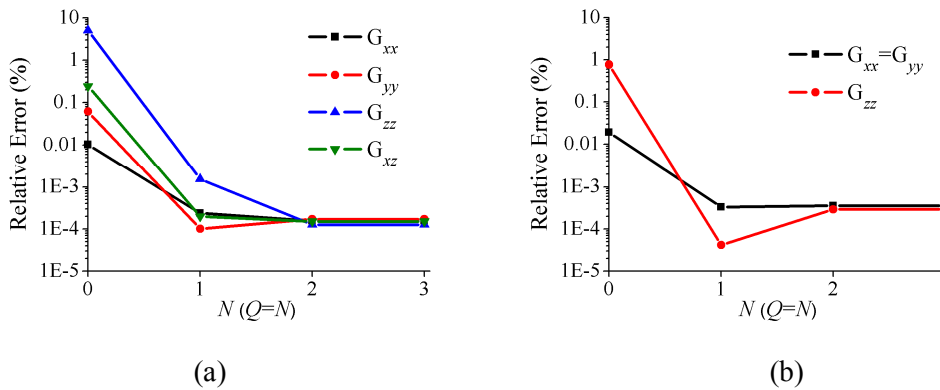 10
1
0.1
0.01
1E-3
1E-4
1E-5
Relative Error (%)
0
1
2
3
N (Q=N)
Gxx
Gyy
Gzz
Gxz
(a)
10
1
0.1
0.01
1E-3
1E-4
1E-5
Relative Error (%)
0
1
2
N (Q=N)
Gxx=Gyy
Gzz
(b)